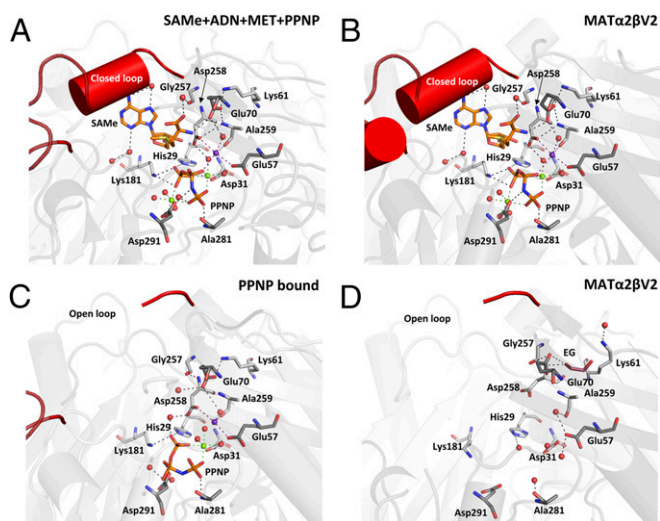 A
SAMe+ADN+MET+PPNP
Closed loop
Asp258
Gly257
Lys61
Glu70
SAMe
Ala259
His29
Glu57
Lys181
Asp31
PPNP
Asp291
Ala281
B
MATα2βV2
Closed loop
Asp258
Gly257
Lys61
Glu70
SAMe
Ala259
His29
Glu57
Lys181
Asp31
PPNP
Asp291
Ala281
C
PPNP bound
Open loop
Gly257
Lys61
Glu70
Asp258
Ala259
His29
Glu57
Lys181
Asp31
PPNP
Asp291
Ala281
D
MATα2βV2
Open loop
Gly257
EG
Lys61
Glu70
Asp258
Ala259
His29
Glu57
Lys181
Asp31
Asp291
Ala281